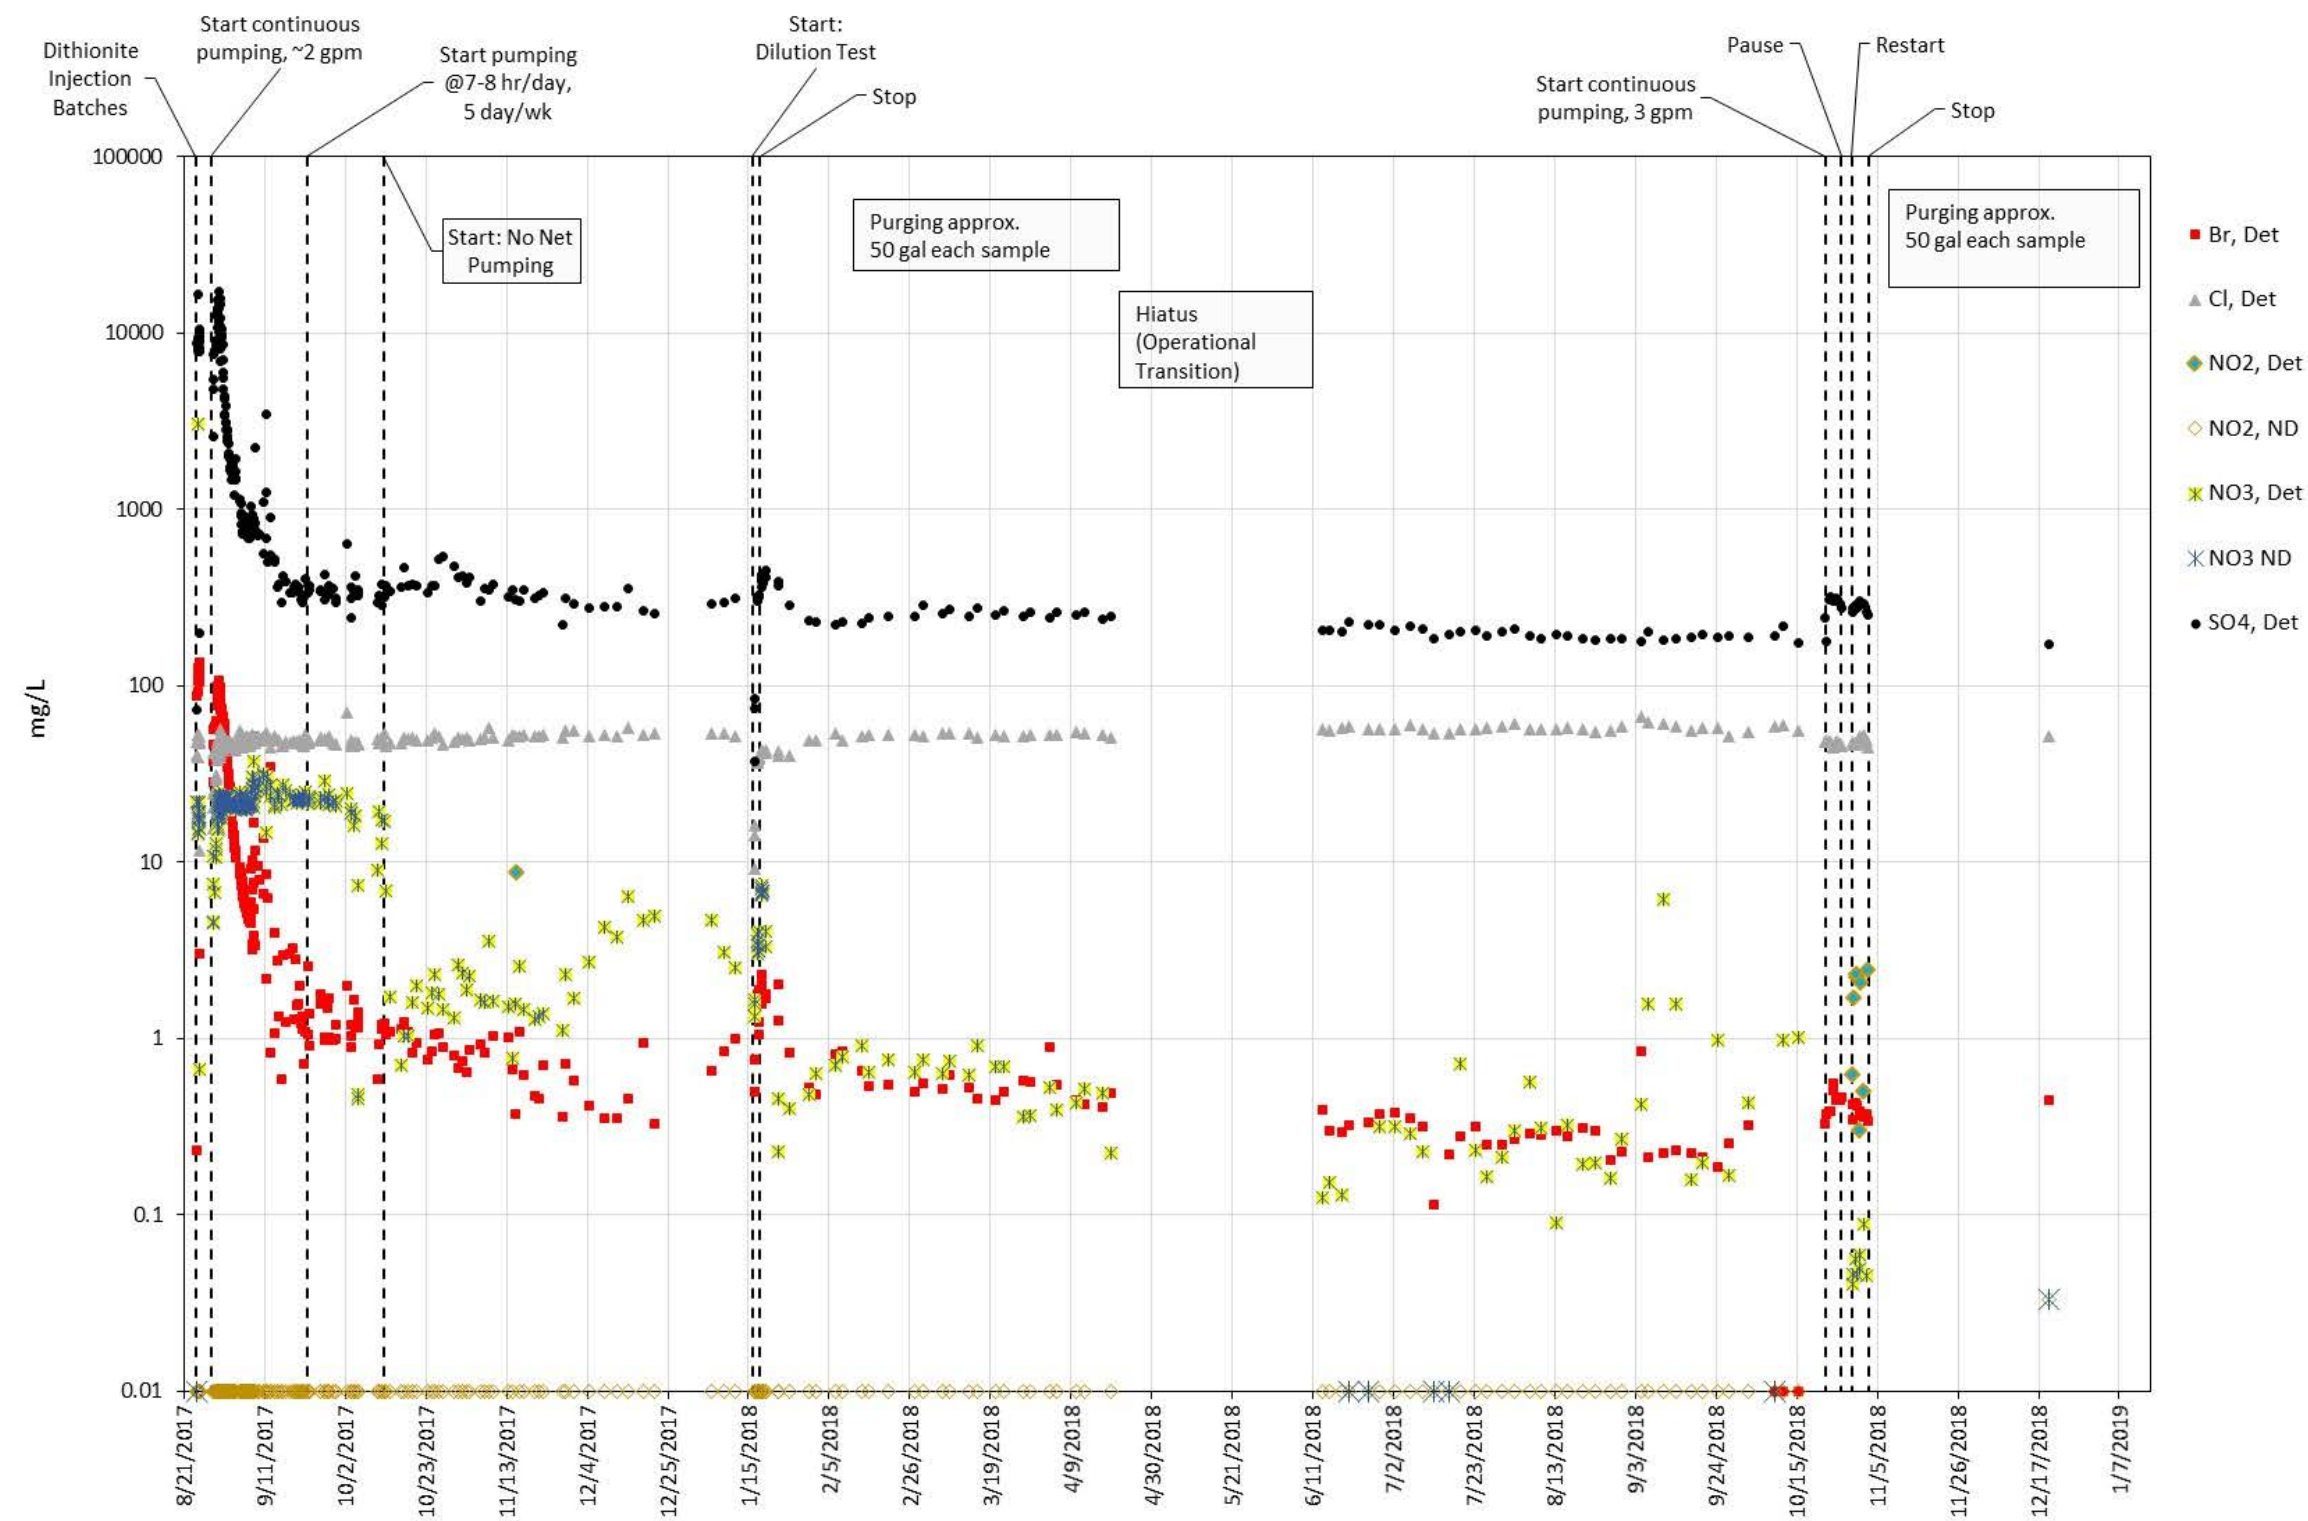 Dithionite
Injection
Batches
Start continuous
pumping, ~2 gpm
Start pumping
@7-8 hr/day,
5 day/wk
Start:
Dilution Test
Stop
Start continuous
pumping, 3 gpm
Pause
Restart
Stop
Start: No Net
Pumping
Purging approx.
50 gal each sample
Hiatus
(Operational
Transition)
Purging approx.
50 gal each sample
mg/L
100000
10000
1000
100
10
1
0.1
0.01
8/21/2017
9/11/2017
10/2/2017
10/23/2017
11/13/2017
12/4/2017
12/25/2017
1/15/2018
2/5/2018
2/26/2018
3/19/2018
4/9/2018
4/30/2018
5/21/2018
6/11/2018
7/2/2018
7/23/2018
8/13/2018
9/3/2018
9/24/2018
10/15/2018
11/5/2018
11/26/2018
12/17/2018
1/7/2019
Br, Det
Cl, Det
NO2, Det
NO2, ND
NO3, Det
NO3 ND
SO4, Det